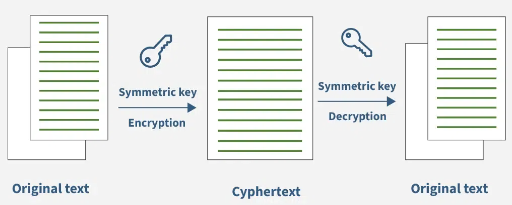 Symmetric key
Encryption
Symmetric key
Decryption
Original text
Cyphertext
Original text